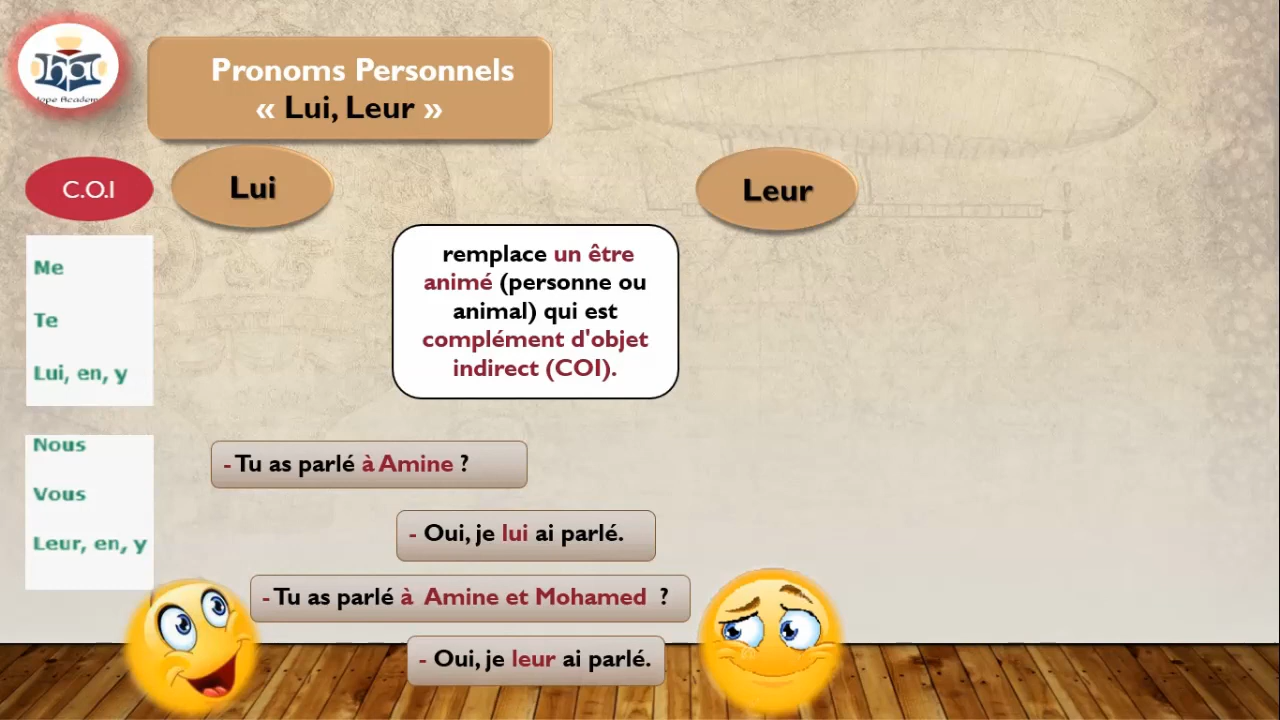 Hope Academy
Pronoms Personnels
« Lui, Leur »
C.O.I
Lui
Leur
Me
Te
Lui, en, y
Nous
Vous
Leur, en, y
remplace un être
animé (personne ou
animal) qui est
complément d'objet
indirect (COI).
- Tu as parlé à Amine ?
- Oui, je lui ai parlé.
- Tu as parlé à Amine et Mohamed ?
- Oui, je leur ai parlé.